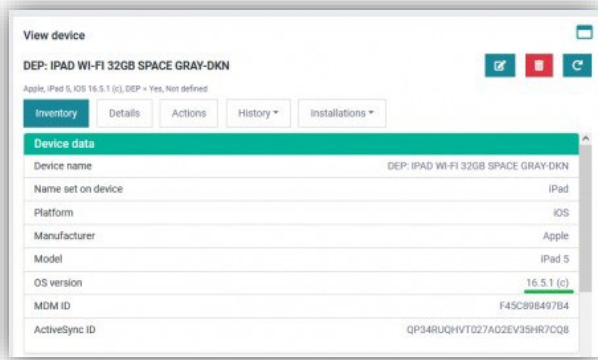 View device
DEP: IPAD WI-FI 32GB SPACE GRAY-DKN
Apple, iPad 5, iOS 16.5.1 (c), DEP = Yes, Not defined
Inventory Details Actions History Installations
Device data
Device name DEP: IPAD WI-FI 32GB SPACE GRAY-DKN
Name set on device iPad
Platform iOS
Manufacturer Apple
Model iPad 5
OS version 16.5.1 (c)
MDM ID F45C898497B4
ActiveSync ID QP34RUQHVT027AO2EV35HR7CQ8